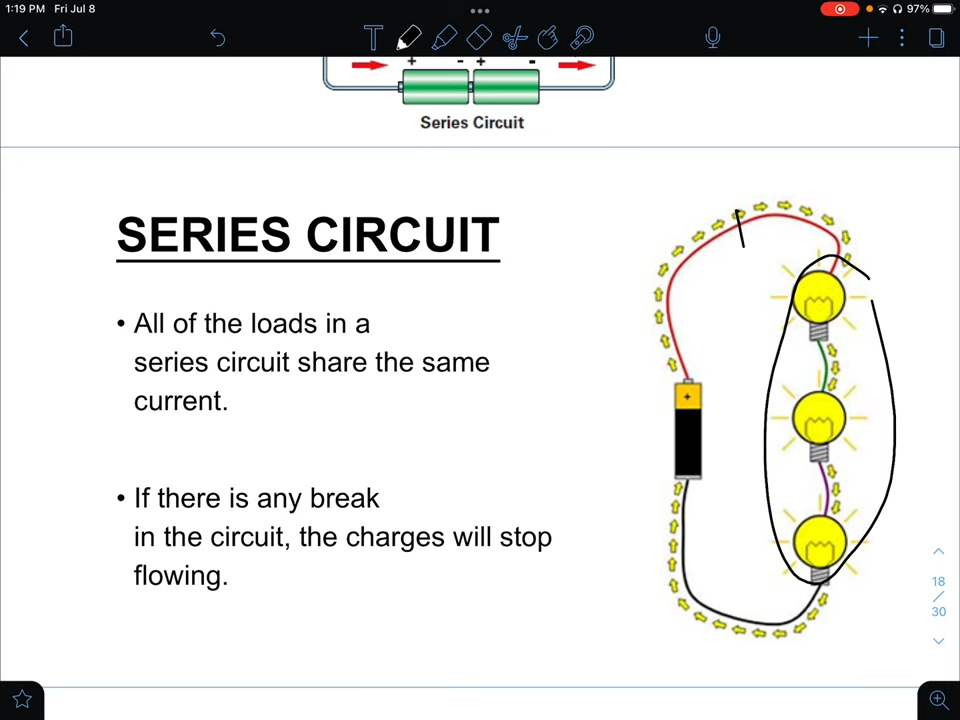 1:19 PM Fri Jul 8
97%
T
+ - + -
Series Circuit
SERIES CIRCUIT
• All of the loads in a
series circuit share the same
current.
• If there is any break
in the circuit, the charges will stop
flowing.
+
18
/
30